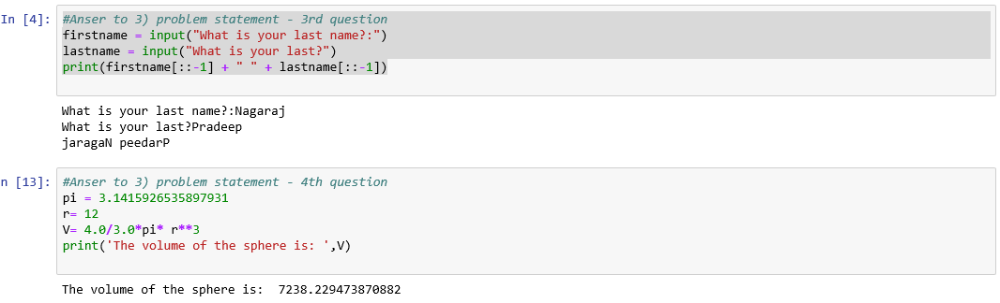 In [4]: #Anser to 3) problem statement - 3rd question
firstname = input("What is your last name?:")
lastname = input("What is your last?")
print(firstname[::-1] + " " + lastname[::-1])
What is your last name?:Nagaraj
What is your last?Pradeep
jaragaN peedarP
n [13]: #Anser to 3) problem statement - 4th question
pi = 3.1415926535897931
r= 12
V= 4.0/3.0*pi* r**3
print('The volume of the sphere is: ',V)
The volume of the sphere is:  7238.229473870882